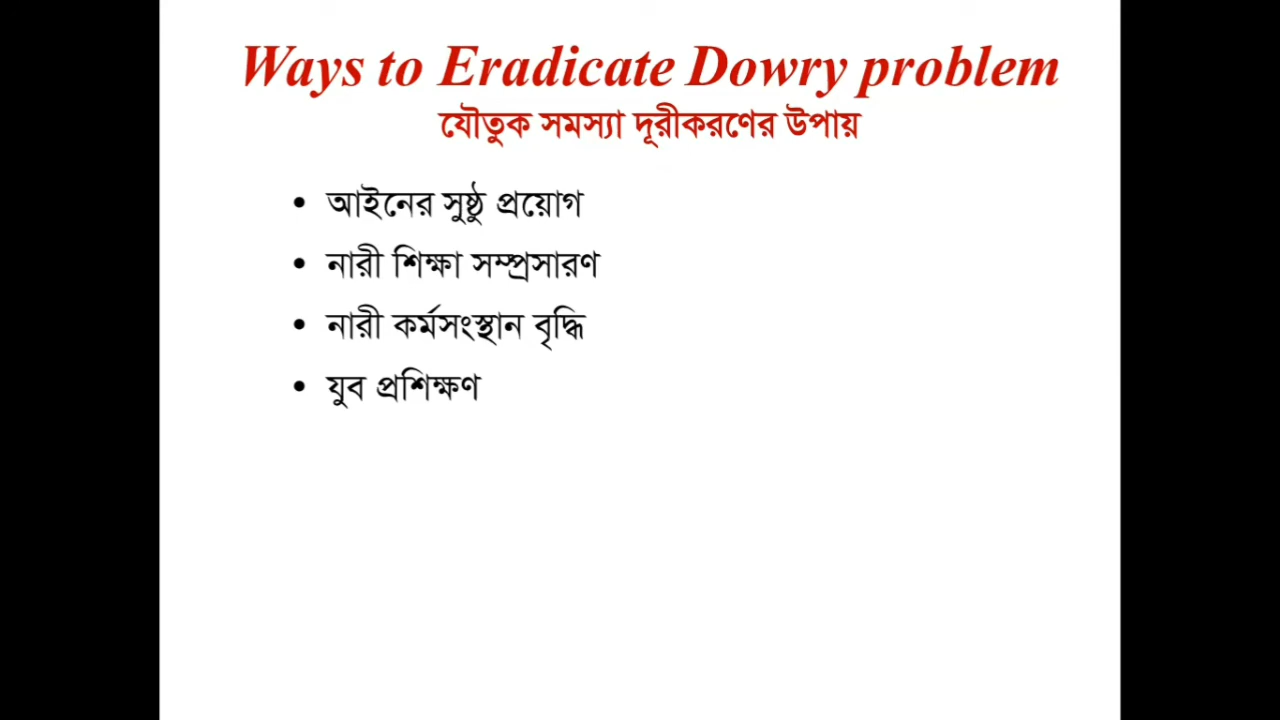 Ways to Eradicate Dowry problem
যৌতুক সমস্যা দূরীকরণের উপায়
• আইনের সুষ্ঠু প্রয়োগ
• নারী শিক্ষা সম্প্রসারণ
• নারী কর্মসংস্থান বৃদ্ধি
• যুব প্রশিক্ষণ